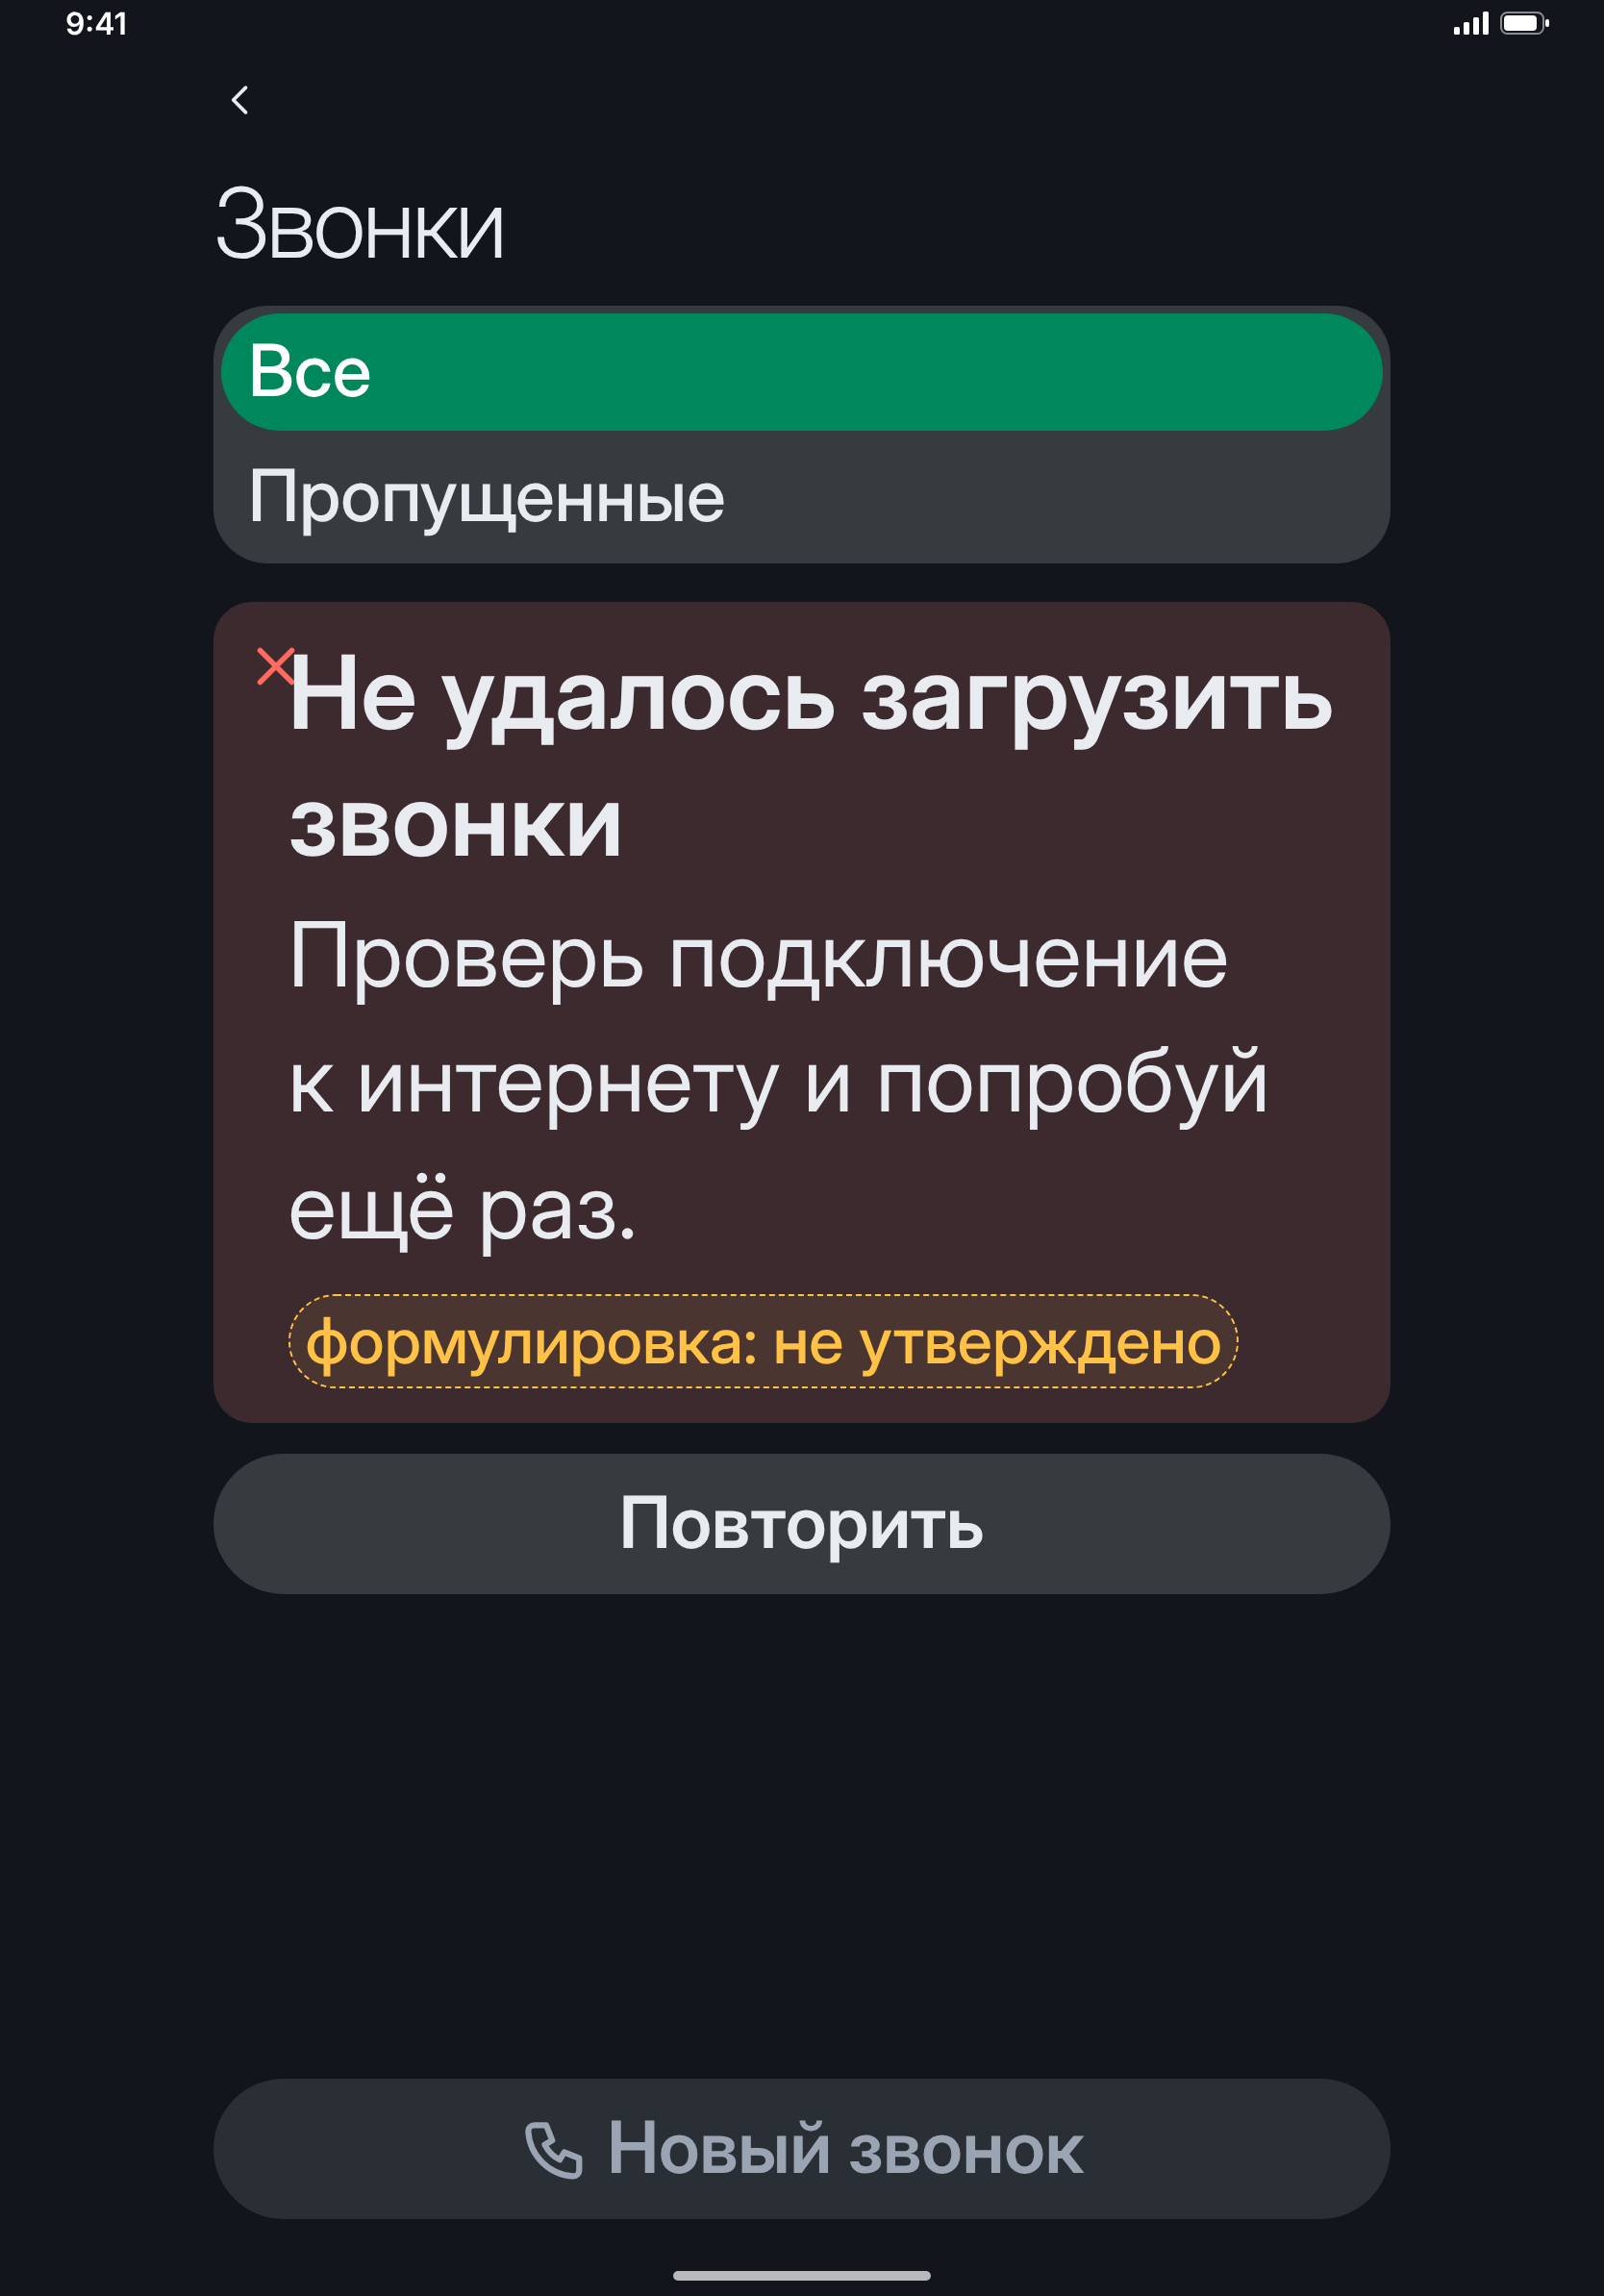 9:41
Звонки
Все
Пропущенные
Не удалось загрузить
звонки
Проверь подключение
к интернету и попробуй
ещё раз.
формулировка: не утверждено
Повторить
Новый звонок